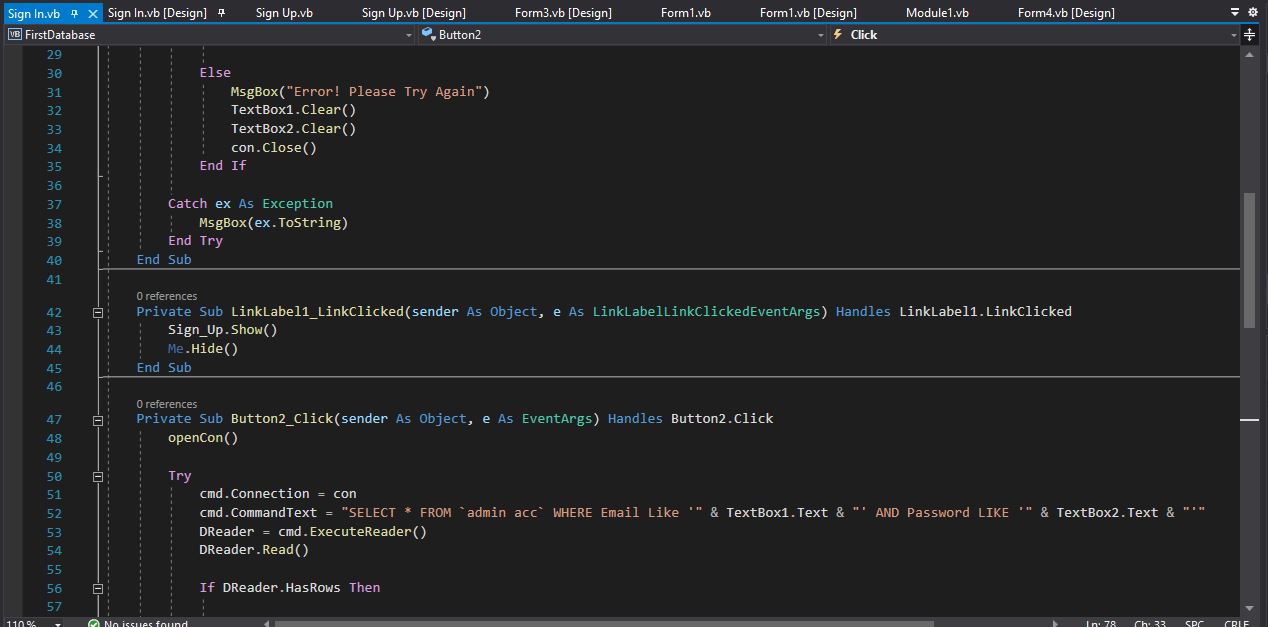 Sign In.vb Sign In.vb [Design] Sign Up.vb Sign Up.vb [Design] Form3.vb [Design] Form1.vb Form1.vb [Design] Module1.vb Form4.vb [Design]
VB FirstDatabase Button2 Click
29
30 Else
31 MsgBox("Error! Please Try Again")
32 TextBox1.Clear()
33 TextBox2.Clear()
34 con.Close()
35 End If
36
37 Catch ex As Exception
38 MsgBox(ex.ToString)
39 End Try
40 End Sub
41
0 references
42 Private Sub LinkLabel1_LinkClicked(sender As Object, e As LinkLabelLinkClickedEventArgs) Handles LinkLabel1.LinkClicked
43 Sign_Up.Show()
44 Me.Hide()
45 End Sub
46
0 references
47 Private Sub Button2_Click(sender As Object, e As EventArgs) Handles Button2.Click
48 openCon()
49
50 Try
51 cmd.Connection = con
52 cmd.CommandText = "SELECT * FROM `admin acc` WHERE Email Like '" & TextBox1.Text & "' AND Password LIKE '" & TextBox2.Text & "'"
53 DReader = cmd.ExecuteReader()
54 DReader.Read()
55
56 If DReader.HasRows Then
57
110 % No issues found Ln: 78 Ch: 33 SPC CRLF